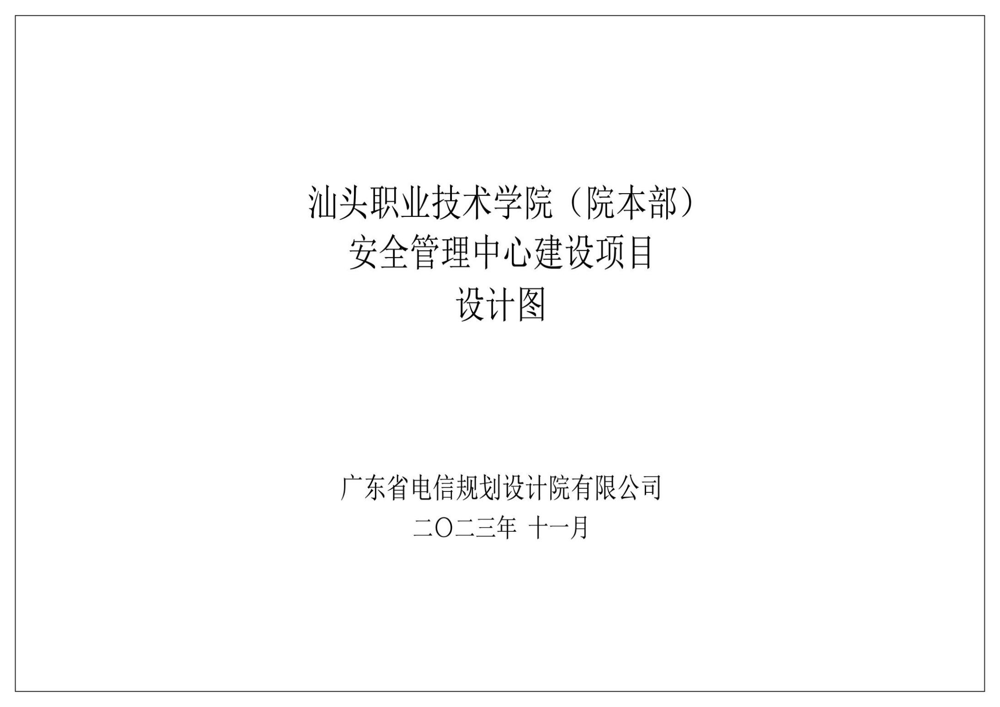 汕头职业技术学院（院本部）
安全管理中心建设项目
设计图
广东省电信规划设计院有限公司
二〇二三年 十一月